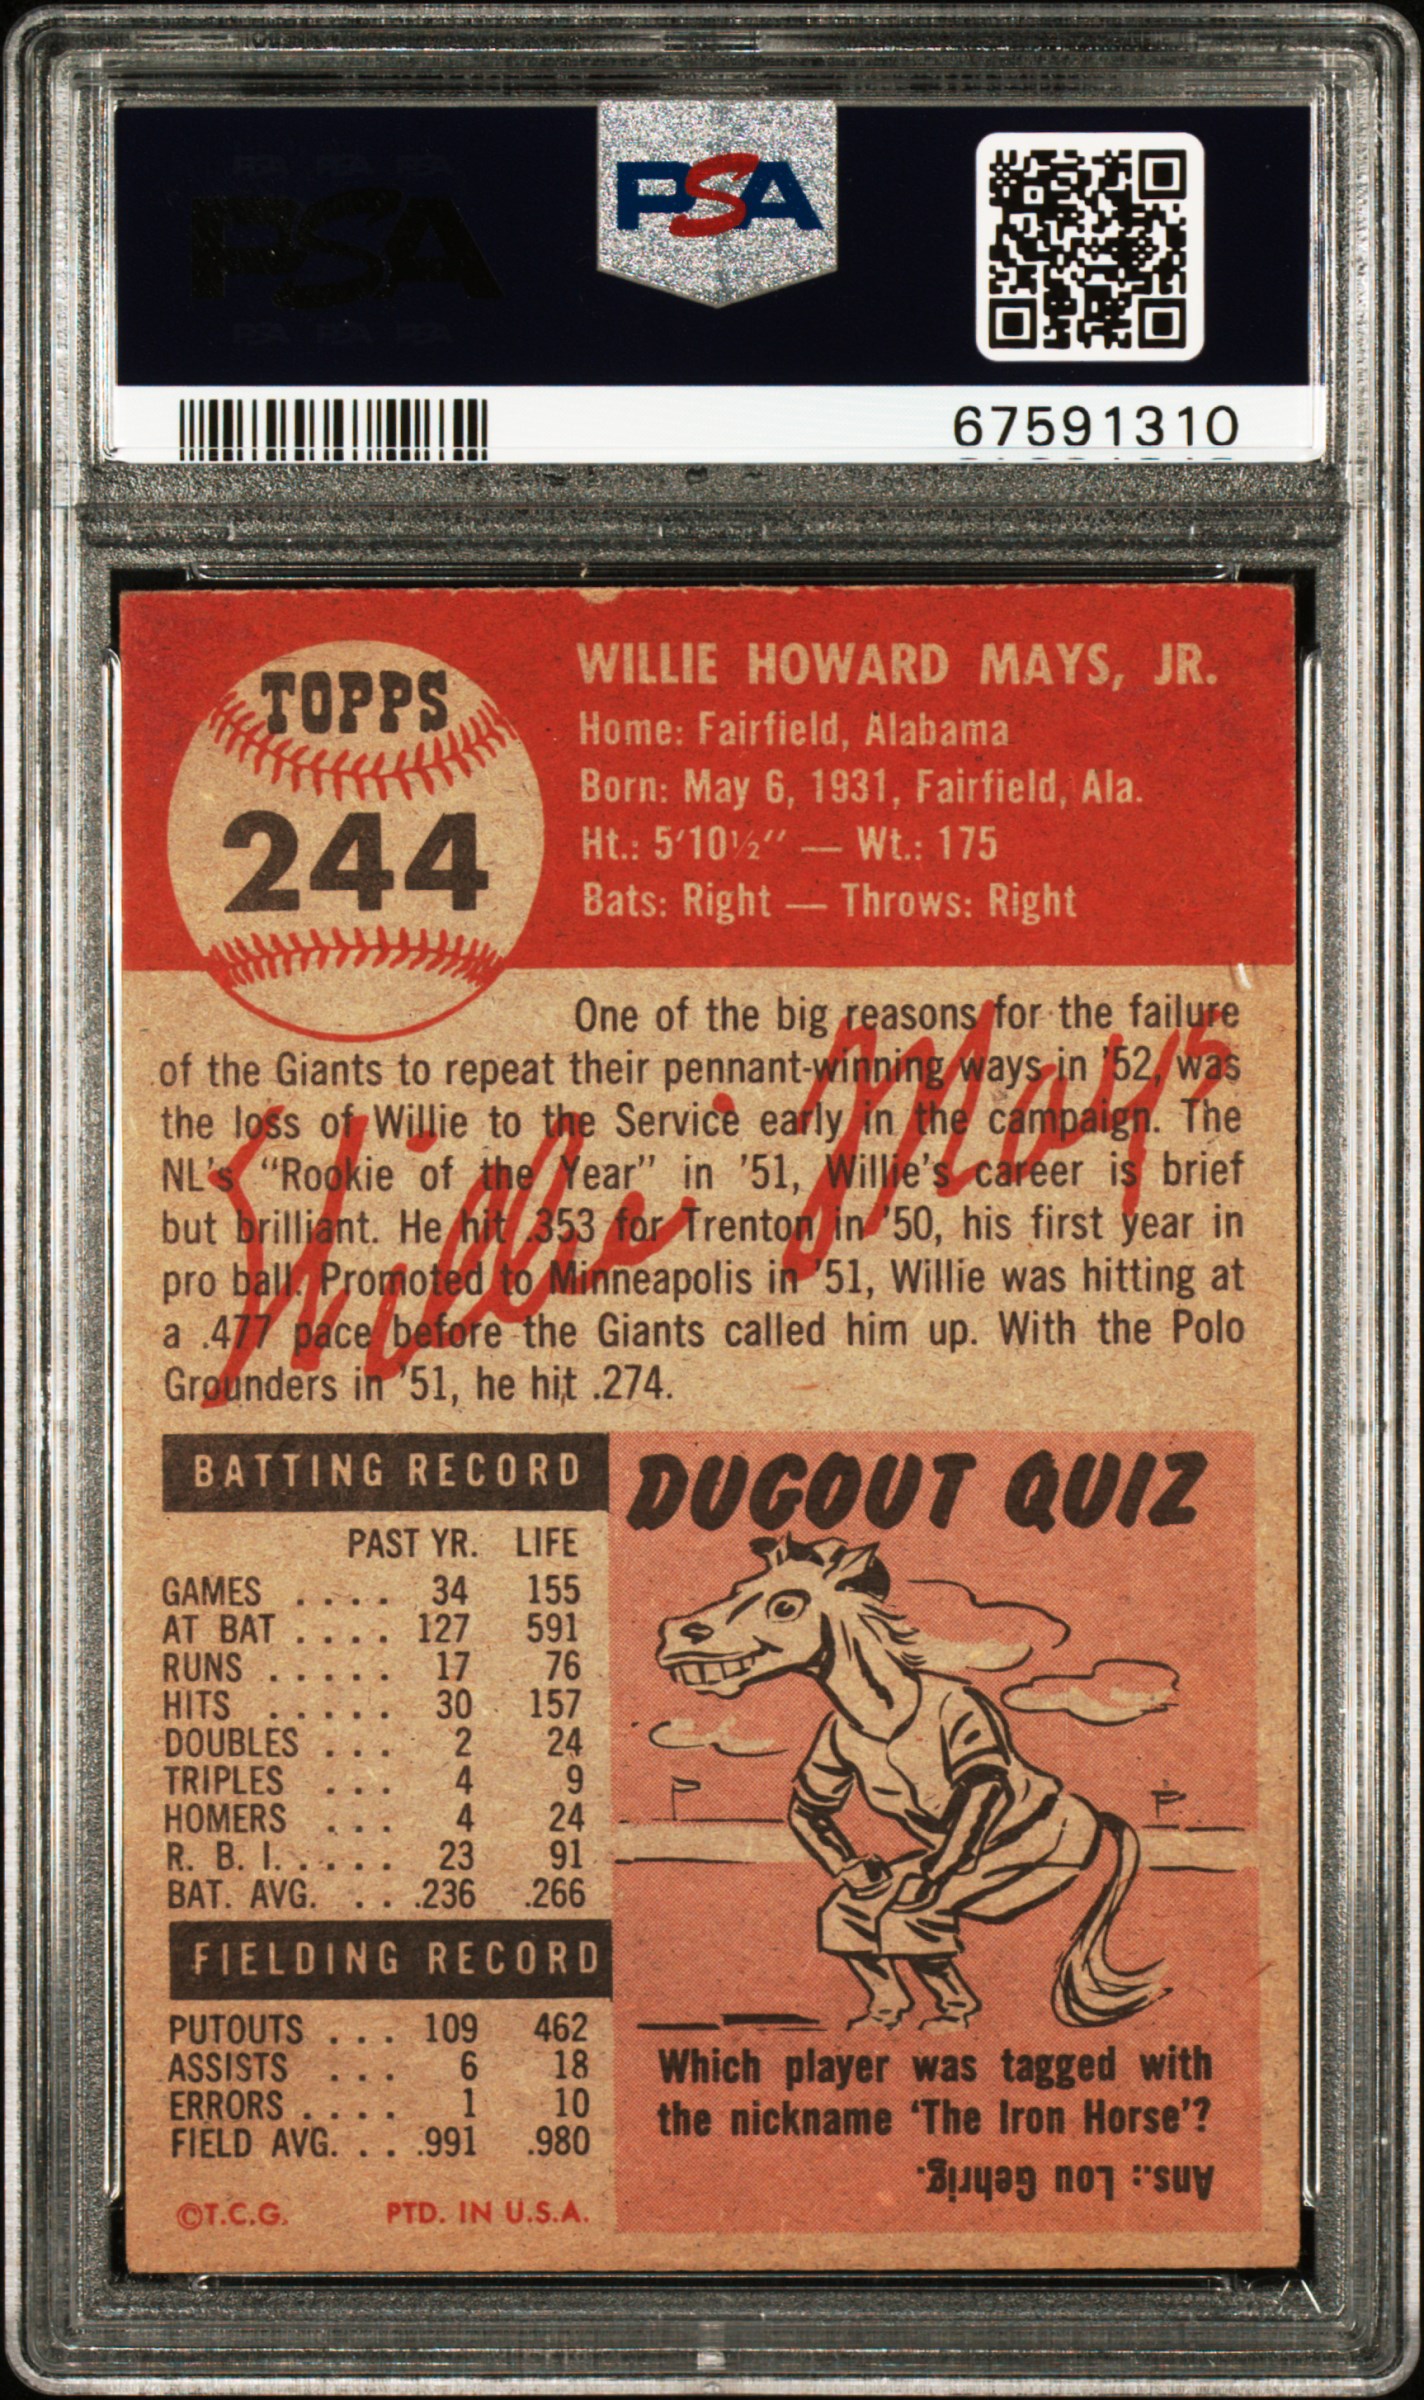 PSA PSA PSA
PSA
PSA PSA PSA
PSA
67591310
TOPPS
244
WILLIE HOWARD MAYS, JR.
Home: Fairfield, Alabama
Born: May 6, 1931, Fairfield, Ala.
Ht.: 5'10½" — Wt.: 175
Bats: Right — Throws: Right
One of the big reasons for the failure
of the Giants to repeat their pennant-winning ways in '52, was
the loss of Willie to the Service early in the campaign. The
NL's "Rookie of the Year" in '51, Willie's career is brief
but brilliant. He hit .353 for Trenton in '50, his first year in
pro ball. Promoted to Minneapolis in '51, Willie was hitting at
a .477 pace before the Giants called him up. With the Polo
Grounders in '51, he hit .274.
Willie Mays
BATTING RECORD
PAST YR. LIFE
GAMES . . . . 34 155
AT BAT . . . . 127 591
RUNS . . . . . 17 76
HITS . . . . . 30 157
DOUBLES . . . 2 24
TRIPLES . . . 4 9
HOMERS . . . 4 24
R. B. I. . . . . . 23 91
BAT. AVG. . . . .236 .266
FIELDING RECORD
PUTOUTS . . . 109 462
ASSISTS . . . 6 18
ERRORS . . . . 1 10
FIELD AVG. . . . .991 .980
©T.C.G. PTD. IN U.S.A.
DUGOUT QUIZ
Which player was tagged with
the nickname 'The Iron Horse'?
Ans.: Lou Gehrig.